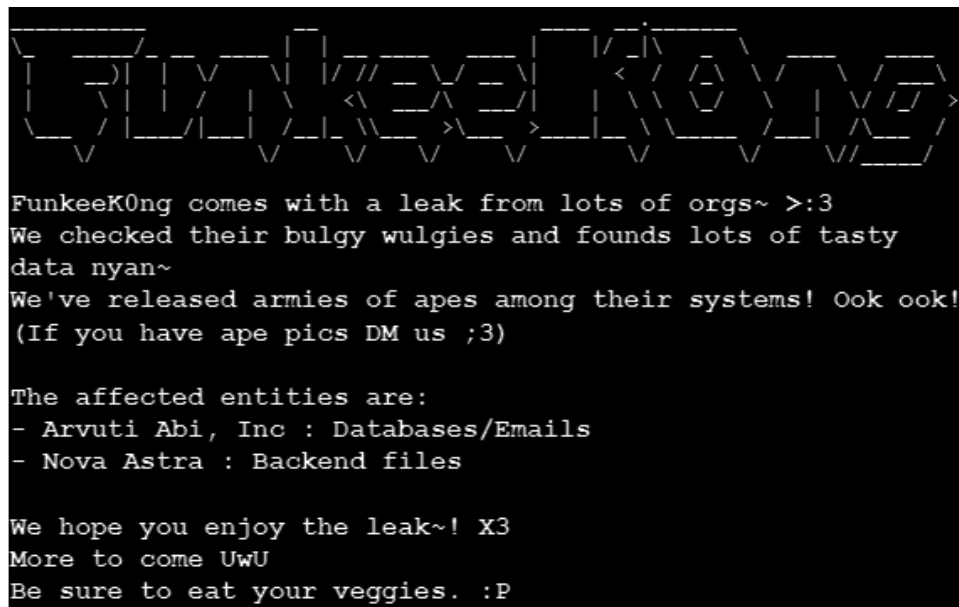 FunkeeK0ng
FunkeeK0ng comes with a leak from lots of orgs~ >:3
We checked their bulgy wulgies and founds lots of tasty
data nyan~
We've released armies of apes among their systems! Ook ook!
(If you have ape pics DM us ;3)
The affected entities are:
- Arvuti Abi, Inc : Databases/Emails
- Nova Astra : Backend files
We hope you enjoy the leak~! X3
More to come UwU
Be sure to eat your veggies. :P